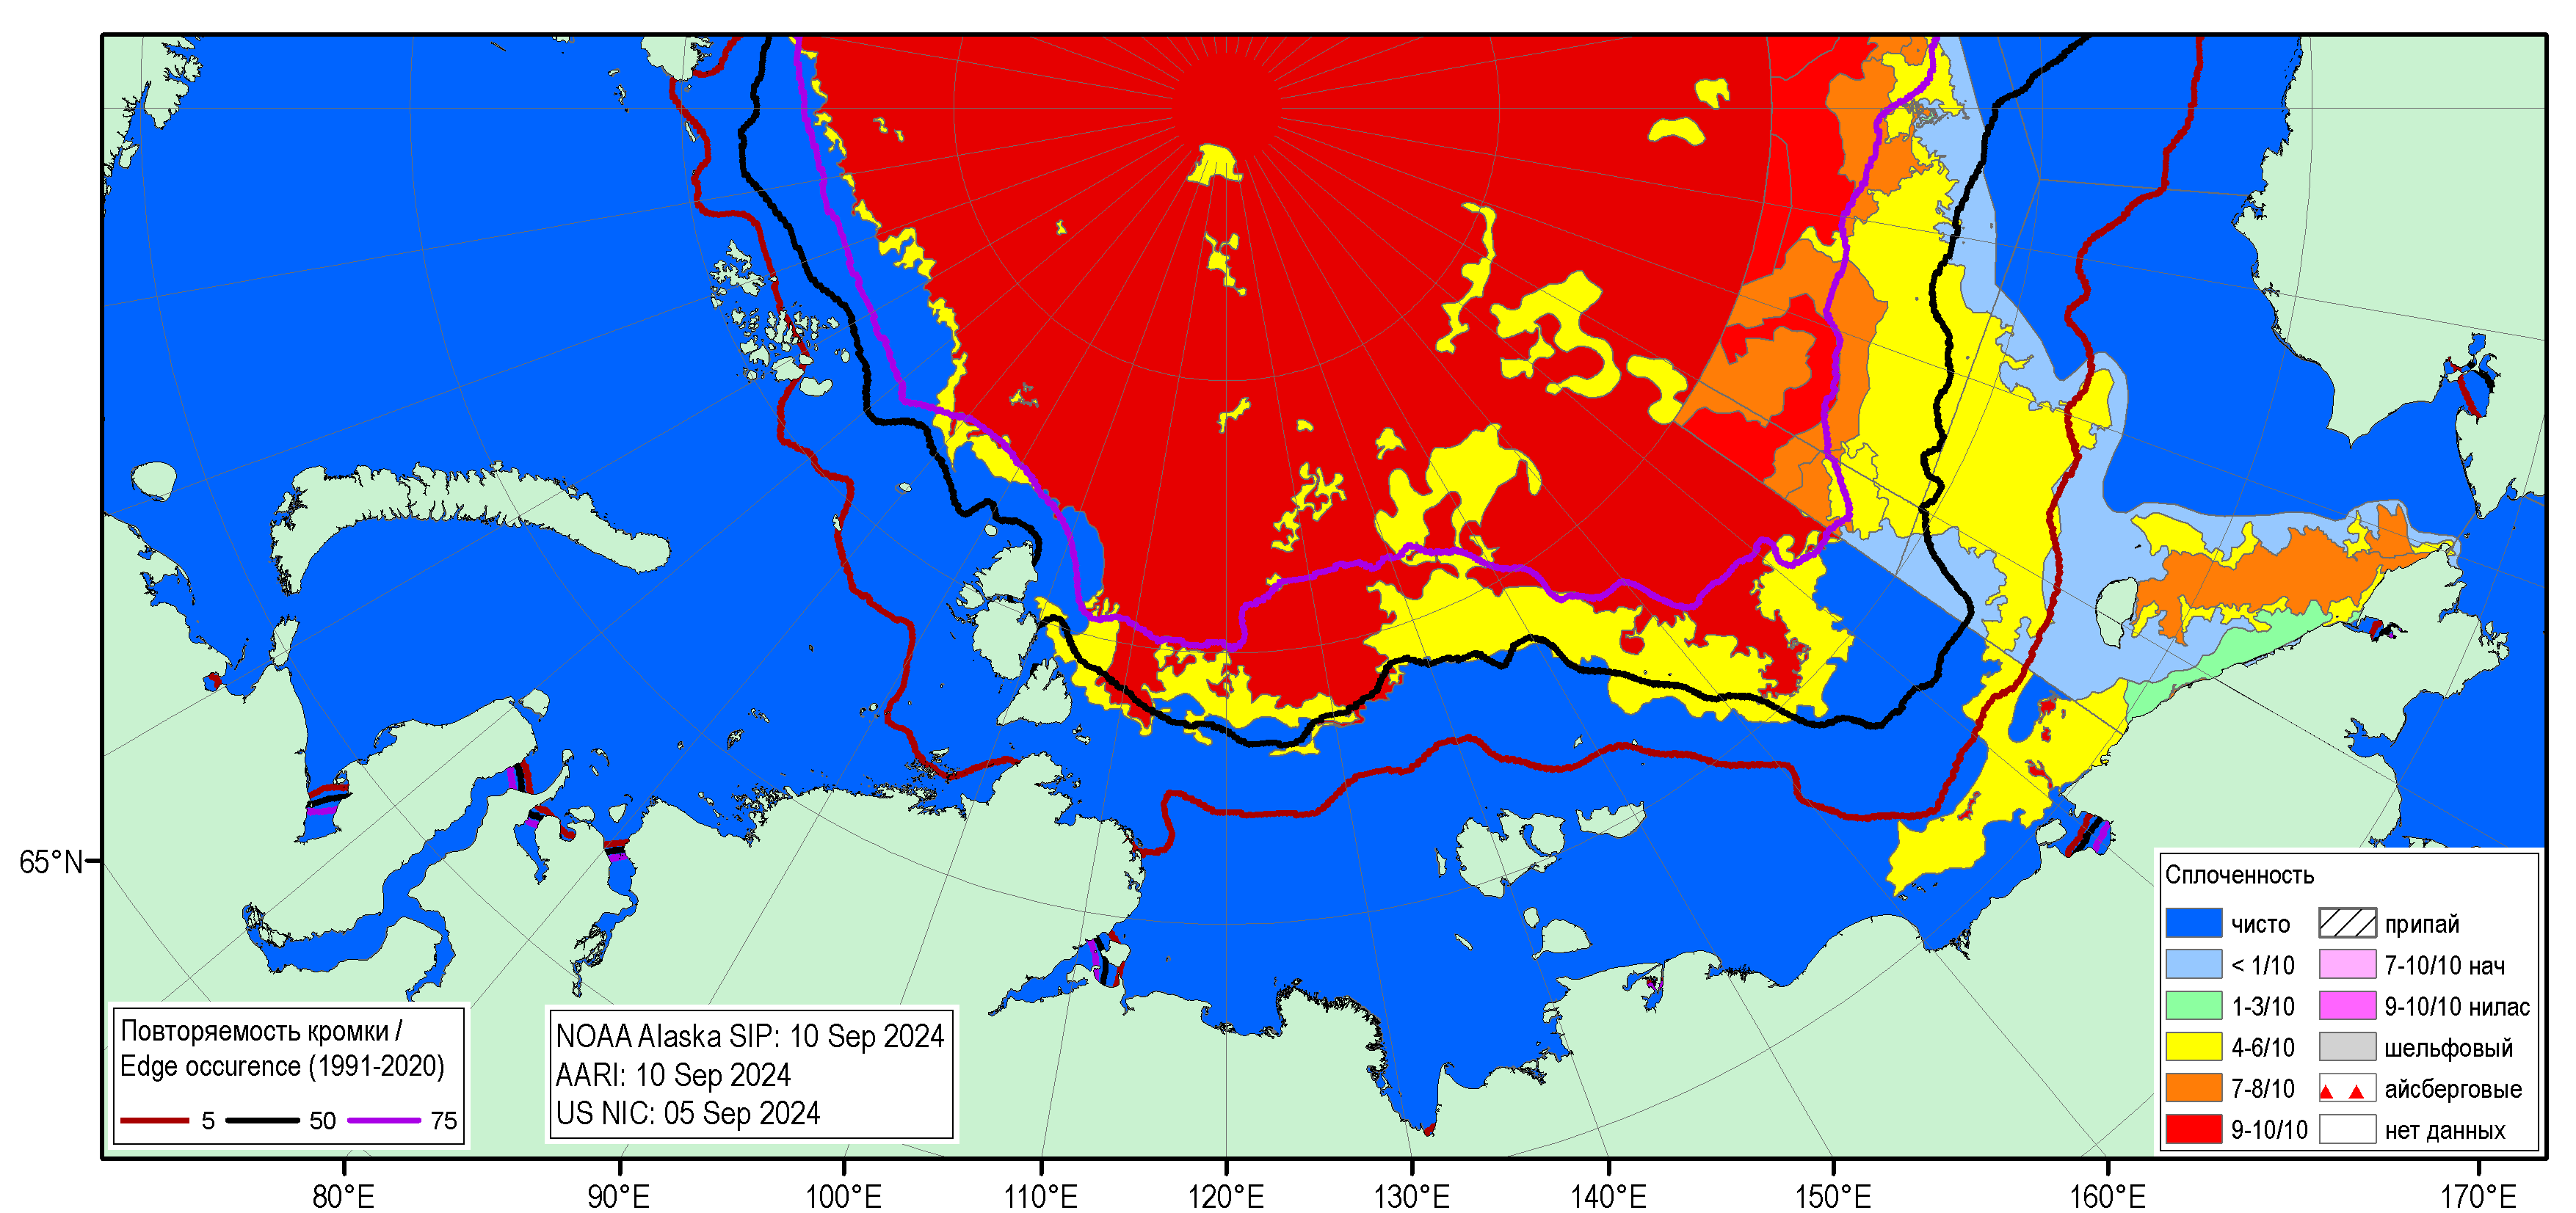 65°N
Повторяемость кромки /
Edge occurence (1991-2020)
5 50 75
NOAA Alaska SIP: 10 Sep 2024
AARI: 10 Sep 2024
US NIC: 05 Sep 2024
Сплоченность
чисто припай
< 1/10 7-10/10 нач
1-3/10 9-10/10 нилас
4-6/10 шельфовый
7-8/10 айсберговые
9-10/10 нет данных
80°E 90°E 100°E 110°E 120°E 130°E 140°E 150°E 160°E 170°E